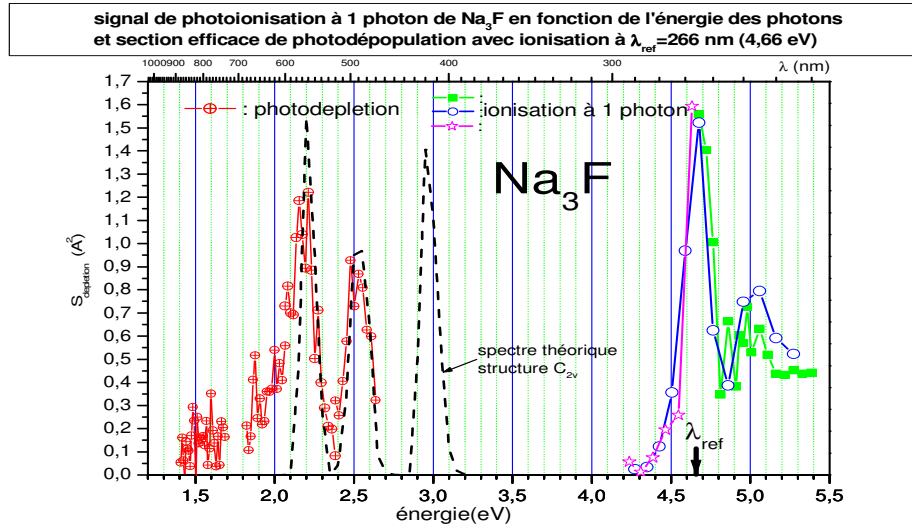 signal de photoionisation à 1 photon de Na₃F en fonction de l'énergie des photons
et section efficace de photodépopulation avec ionisation à λref=266 nm (4,66 eV)
1000 900 800 700 600 500 400 300 λ (nm)
1,7
1,6
1,5
1,4
1,3
1,2
1,1
1,0
0,9
0,8
0,7
0,6
0,5
0,4
0,3
0,2
0,1
0,0
S depletion (A²)
: photodepletion
:
:ionisation à 1 photon
:
Na₃F
spectre théorique
structure C₂ᵥ
λref
1,5 2,0 2,5 3,0 3,5 4,0 4,5 5,0 5,5
énergie(eV)